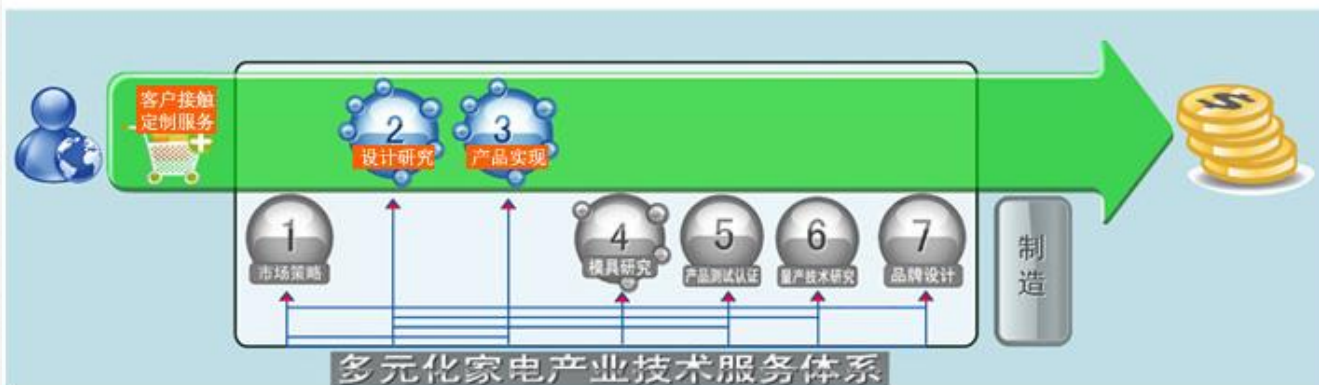 客户接触
定制服务
2
设计研究
3
产品实现
1
市场策略
4
模具研究
5
产品测试认证
6
量产技术研究
7
品牌设计
制
造
$
多元化家电产业技术服务体系